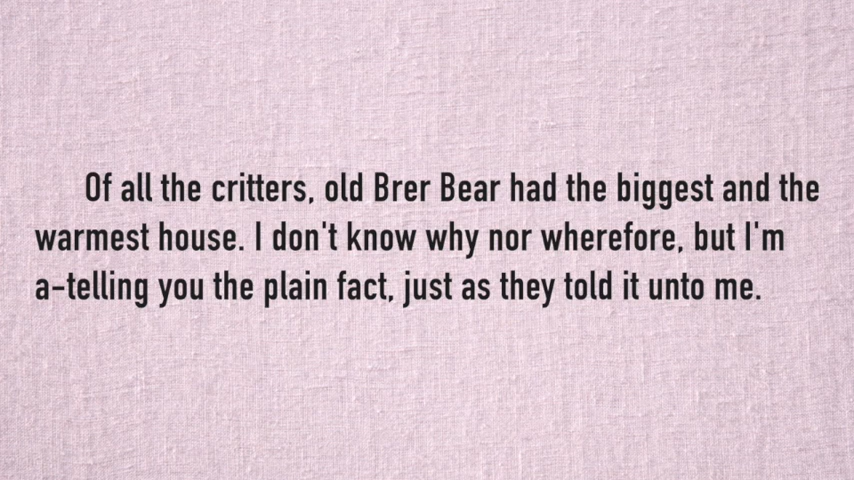 Of all the critters, old Brer Bear had the biggest and the
warmest house. I don't know why nor wherefore, but I'm
a-telling you the plain fact, just as they told it unto me.